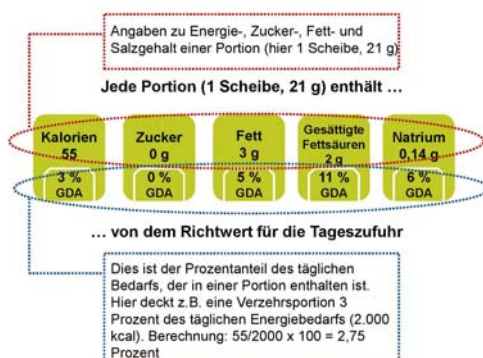 Angaben zu Energie-, Zucker-, Fett- und
Salzgehalt einer Portion (hier 1 Scheibe, 21 g)
Jede Portion (1 Scheibe, 21 g) enthält ...
Kalorien
55
3 %
GDA
Zucker
0 g
0 %
GDA
Fett
3 g
5 %
GDA
Gesättigte
Fettsäuren
2 g
11 %
GDA
Natrium
0,14 g
6 %
GDA
... von dem Richtwert für die Tageszufuhr
Dies ist der Prozentanteil des täglichen
Bedarfs, der in einer Portion enthalten ist.
Hier deckt z.B. eine Verzehrsportion 3
Prozent des täglichen Energiebedarfs (2.000
kcal). Berechnung: 55/2000 x 100 = 2,75
Prozent